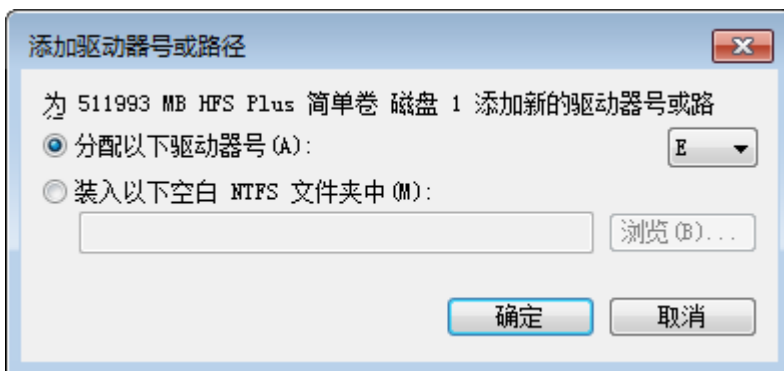 添加驱动器号或路径
为 511993 MB HFS Plus 简单卷 磁盘 1 添加新的驱动器号或路
分配以下驱动器号(A): E
装入以下空白 NTFS 文件夹中(M):
浏览(B)...
确定 取消